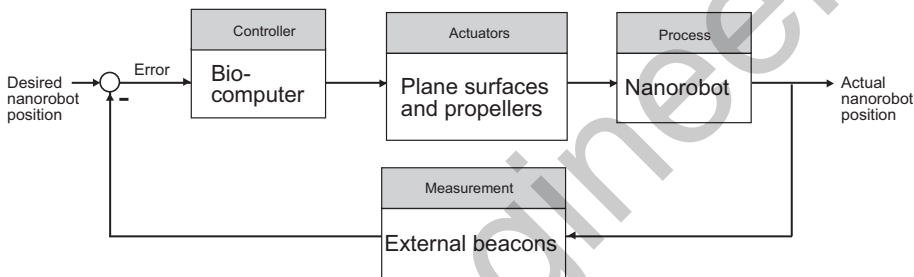 Controller
Actuators
Process
Desired
nanorobot
position
Error
-
Bio-
computer
Plane surfaces
and propellers
Nanorobot
Actual
nanorobot
position
Measurement
External beacons